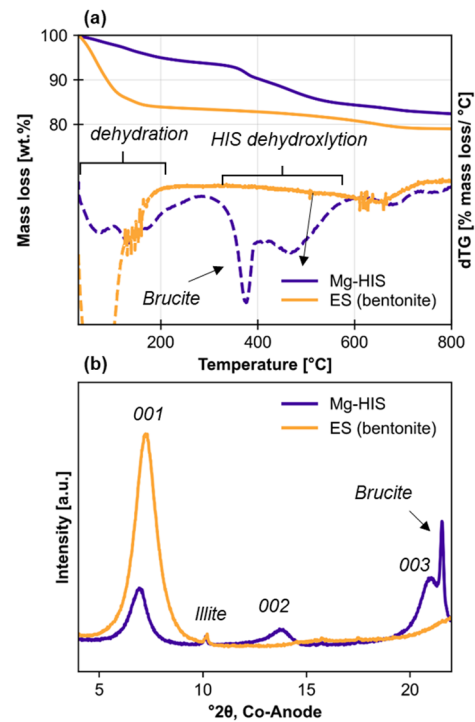 (a)
100
90
80
Mass loss [wt.%]
dTG [% mass loss/ °C]
dehydration
HIS dehydroxlytion
Brucite
Mg-HIS
ES (bentonite)
200
400
600
800
Temperature [°C]
(b)
001
Mg-HIS
ES (bentonite)
Brucite
003
Illite
002
Intensity [a.u.]
5
10
15
20
°2θ, Co-Anode